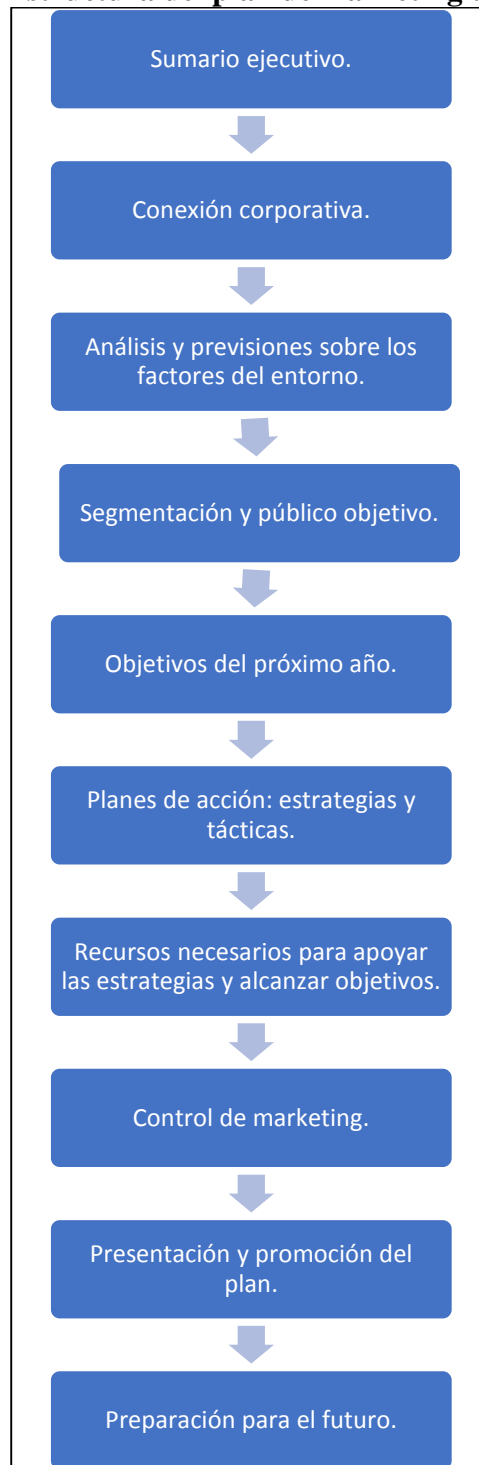 Sumario ejecutivo.
Conexión corporativa.
Análisis y previsiones sobre los
factores del entorno.
Segmentación y público objetivo.
Objetivos del próximo año.
Planes de acción: estrategias y
tácticas.
Recursos necesarios para apoyar
las estrategias y alcanzar objetivos.
Control de marketing.
Presentación y promoción del
plan.
Preparación para el futuro.